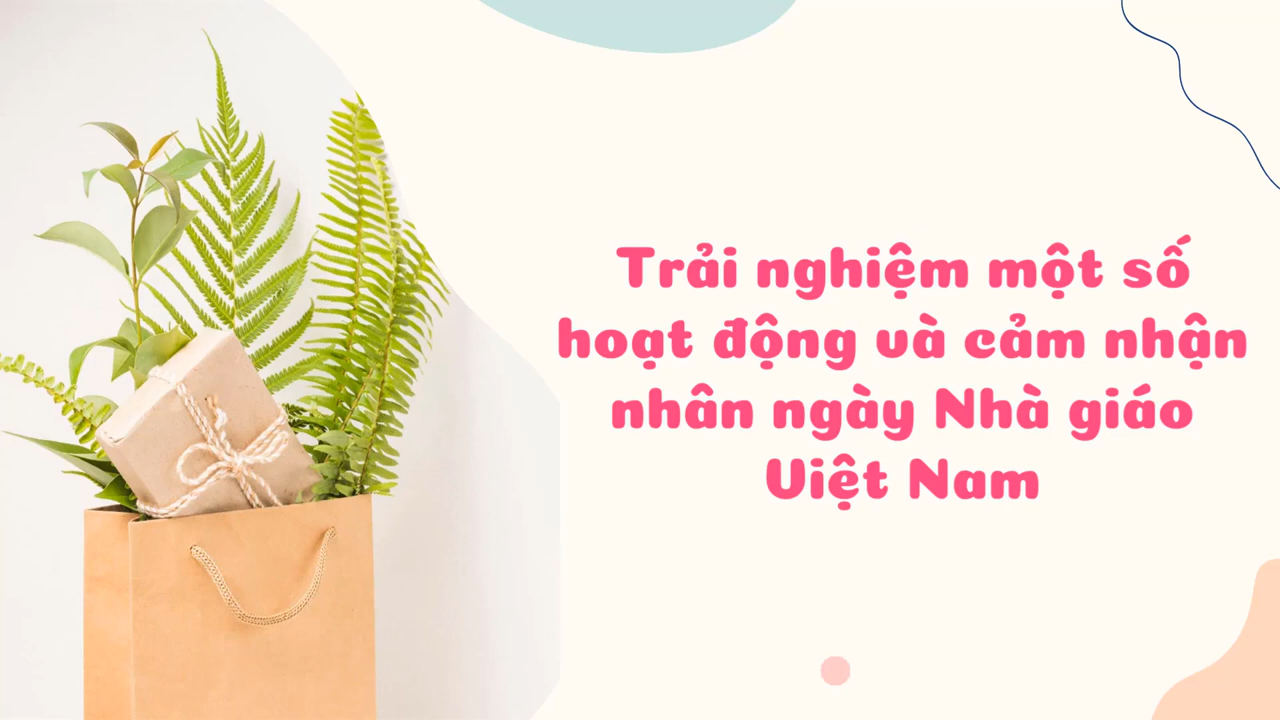 Trải nghiệm một số
hoạt động và cảm nhận
nhân ngày Nhà giáo
Việt Nam